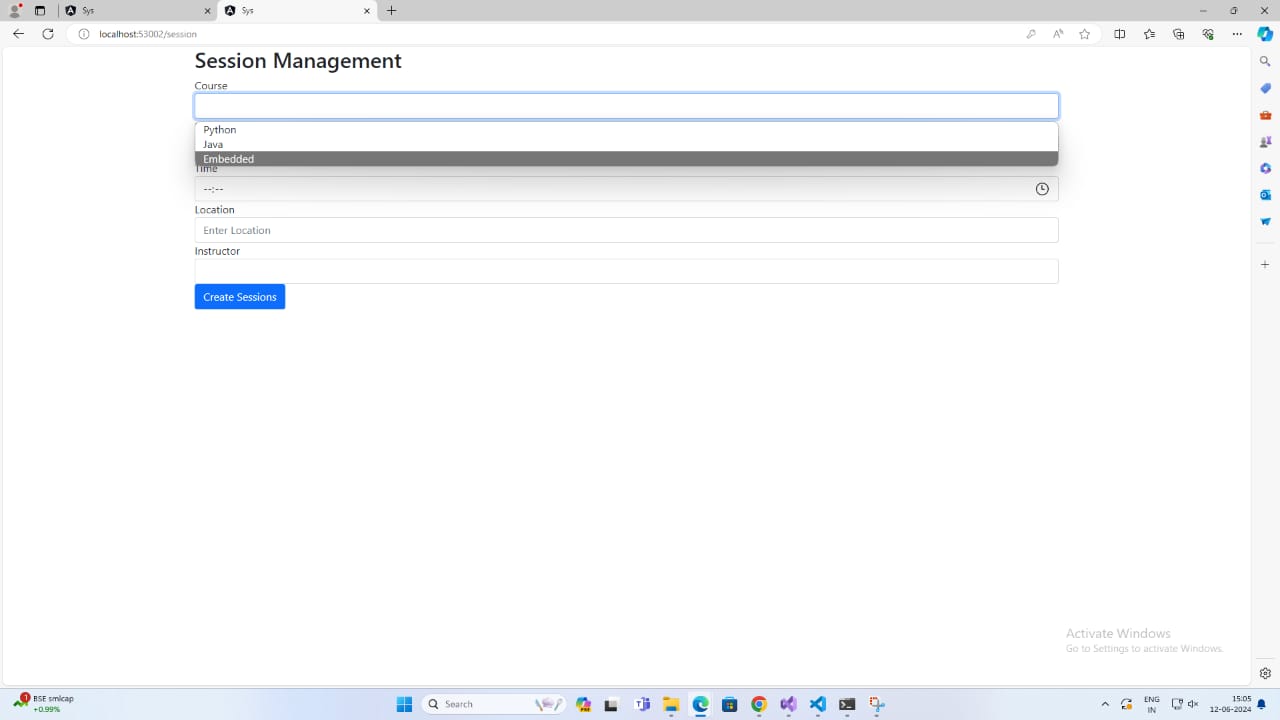 Sys
Sys
localhost:53002/session
Session Management
Course
Python
Java
Embedded
Time
--:--
Location
Enter Location
Instructor
Create Sessions
Activate Windows
Go to Settings to activate Windows.
1
BSE smlcap
+0.99%
Search
PRE
ENG
IN
15:05
12-06-2024